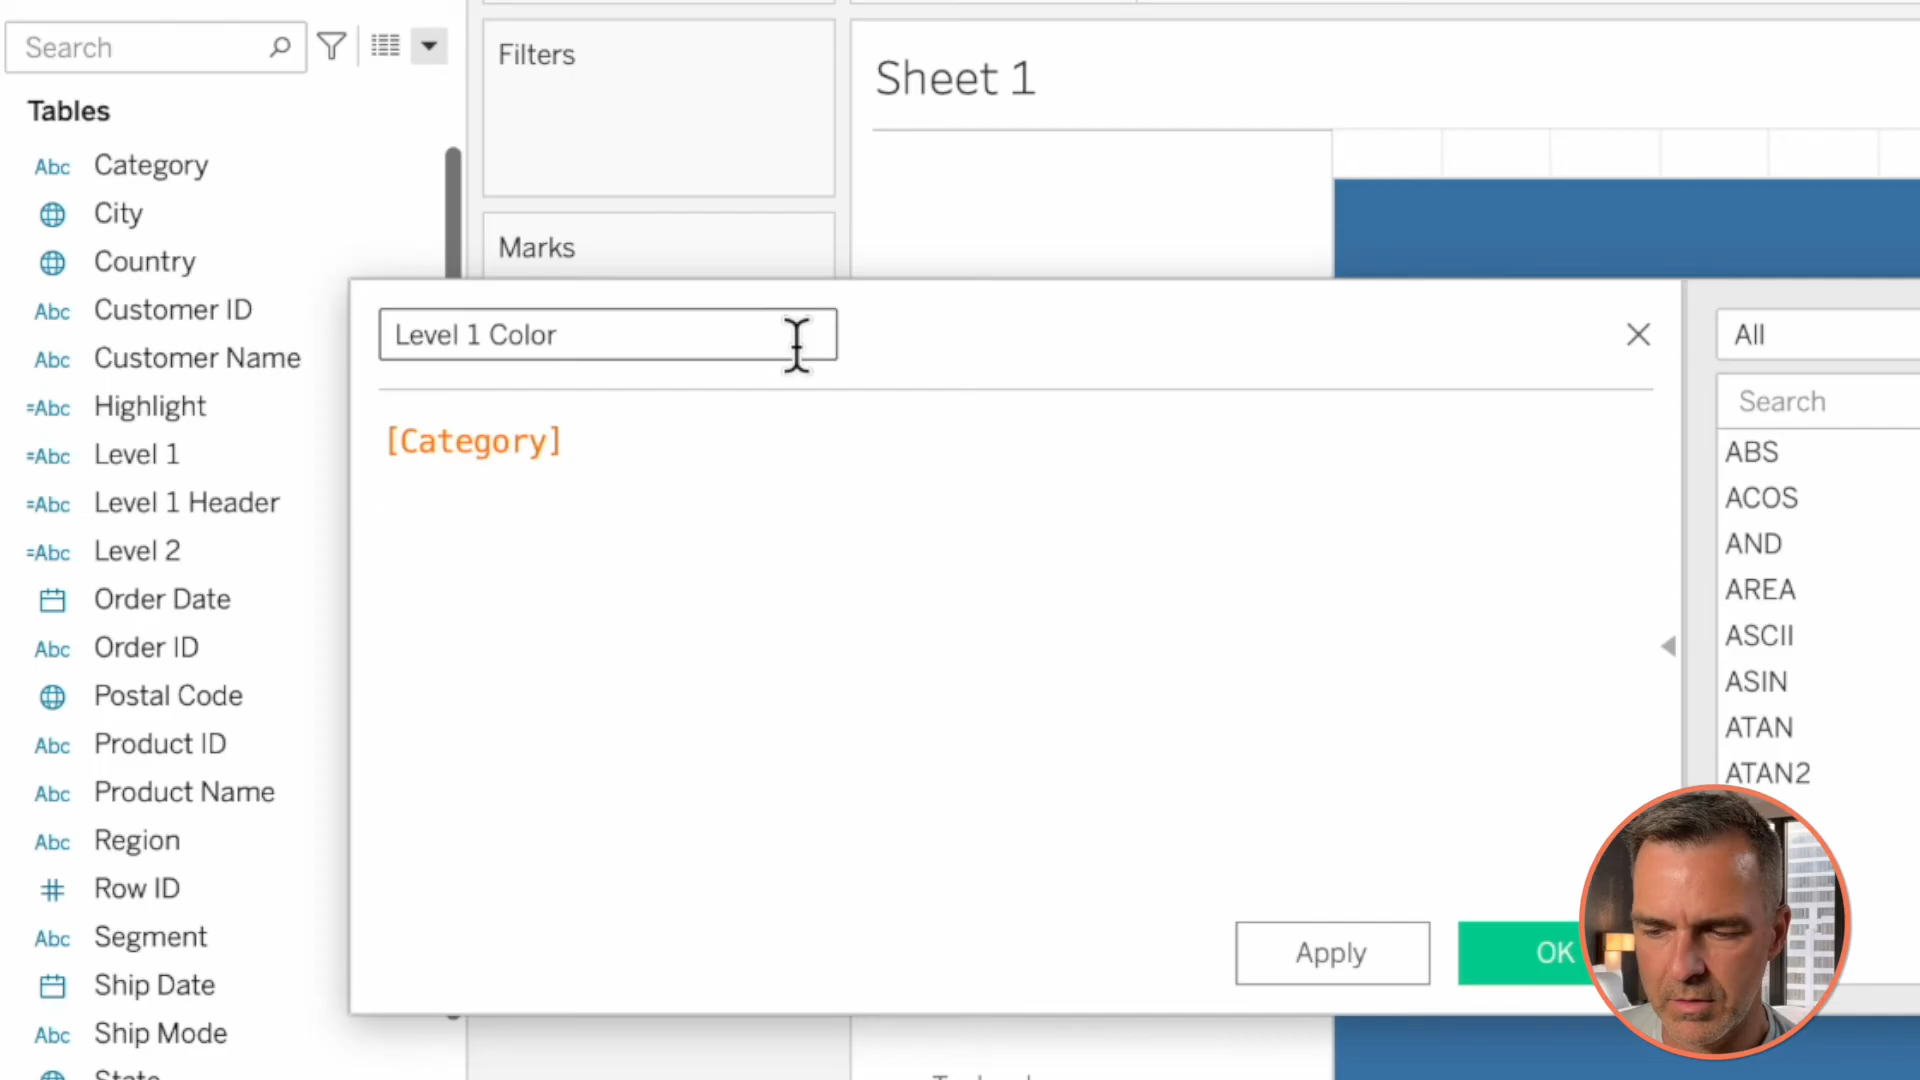 Search
Tables
Abc Category
City
Country
Abc Customer ID
Abc Customer Name
=Abc Highlight
=Abc Level 1
=Abc Level 1 Header
=Abc Level 2
Order Date
Abc Order ID
Postal Code
Abc Product ID
Abc Product Name
Abc Region
# Row ID
Abc Segment
Ship Date
Abc Ship Mode
State
Filters
Marks
Sheet 1
Level 1 Color
[Category]
Apply
OK
All
Search
ABS
ACOS
AND
AREA
ASCII
ASIN
ATAN
ATAN2